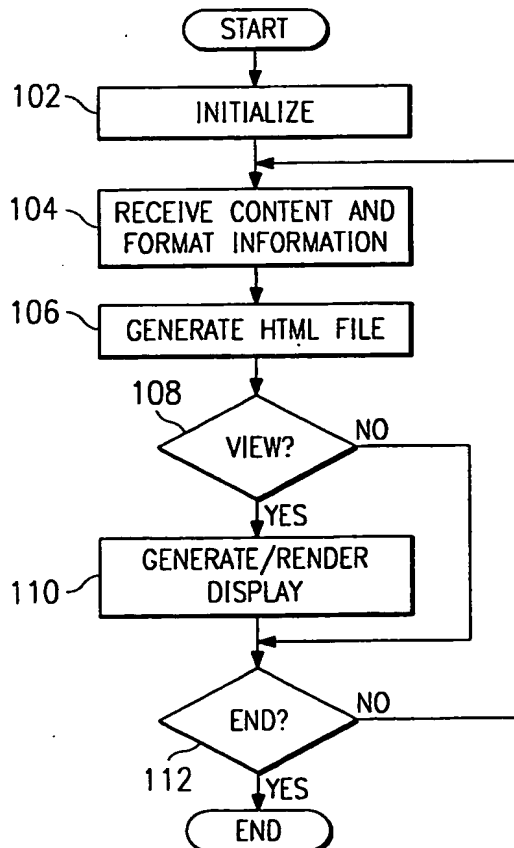 START
102
INITIALIZE
104
RECEIVE CONTENT AND
FORMAT INFORMATION
106
GENERATE HTML FILE
108
VIEW?
NO
YES
110
GENERATE/RENDER
DISPLAY
END?
NO
112
YES
END